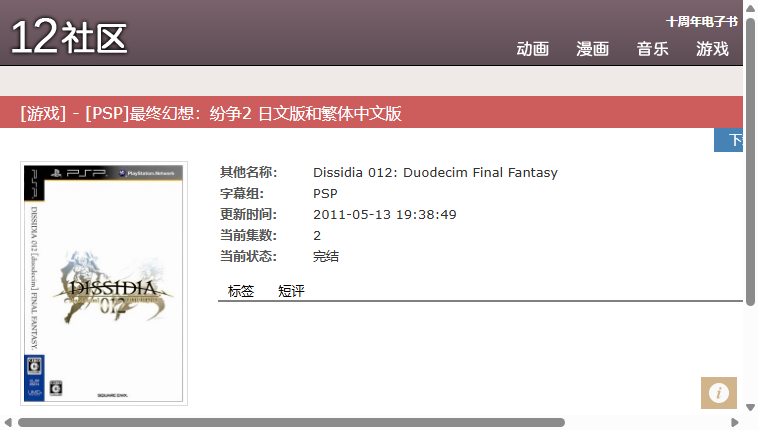 十周年电子书
12社区
动画 漫画 音乐 游戏
[游戏] - [PSP]最终幻想：纷争2 日文版和繁体中文版
其他名称: Dissidia 012: Duodecim Final Fantasy
字幕组: PSP
更新时间: 2011-05-13 19:38:49
当前集数: 2
当前状态: 完结
标签 短评
PSP PlayStation Network
PSP
DISSIDIA 012 [duodecim] FINAL FANTASY.
DISSIDIA
012
UMD
SQUARE ENIX.
i